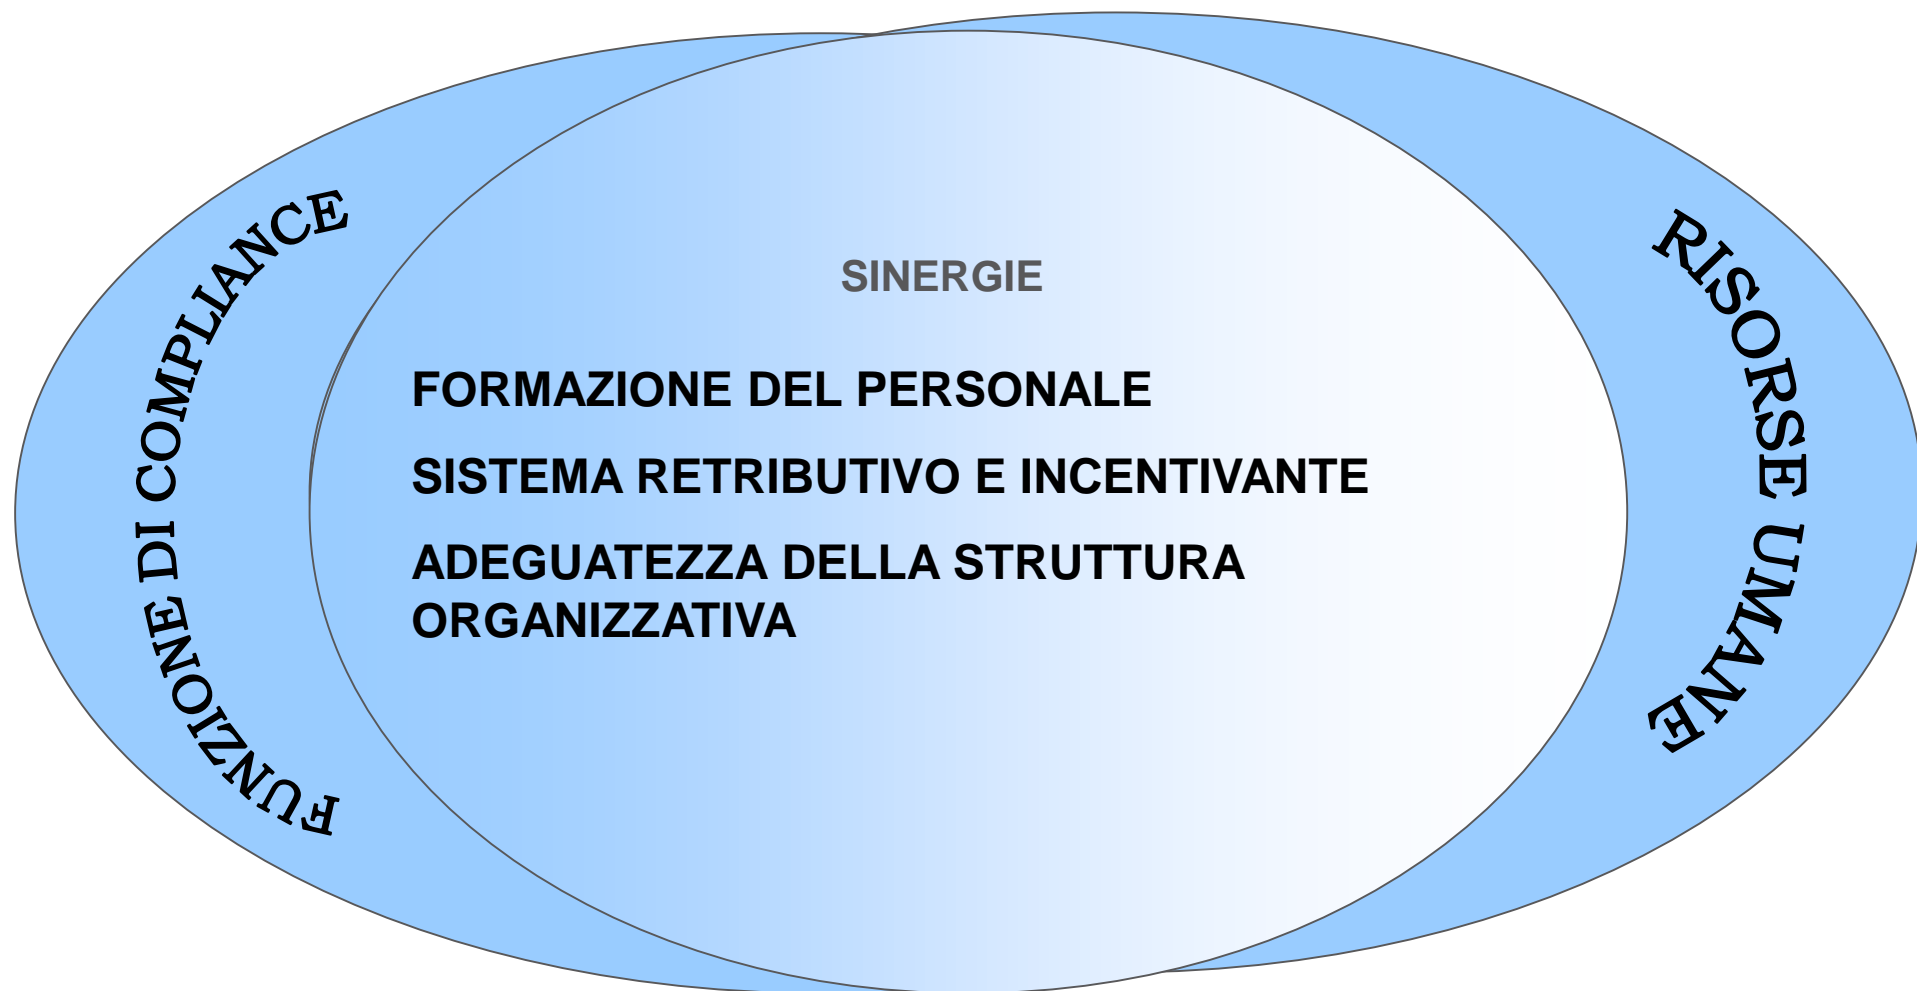 FUNZIONE DI COMPLIANCE
SINERGIE
FORMAZIONE DEL PERSONALE
SISTEMA RETRIBUTIVO E INCENTIVANTE
ADEGUATEZZA DELLA STRUTTURA
ORGANIZZATIVA
RISORSE UMANE